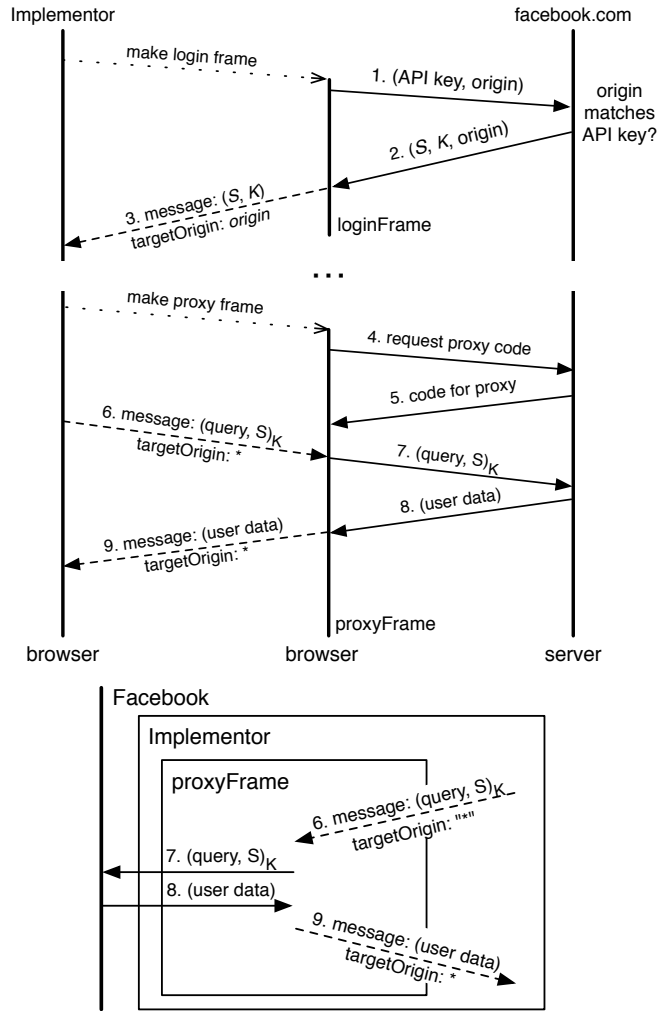 Implementor
facebook.com
make login frame
1. (API key, origin)
origin
matches
API key?
2. (S, K, origin)
3. message: (S, K)
targetOrigin: origin
loginFrame
...
make proxy frame
4. request proxy code
5. code for proxy
6. message: (query, S)K
targetOrigin: *
7. (query, S)K
8. (user data)
9. message: (user data)
targetOrigin: *
proxyFrame
browser
browser
server
Facebook
Implementor
proxyFrame
6. message: (query, S)K
targetOrigin: "*"
7. (query, S)K
8. (user data)
9. message: (user data)
targetOrigin: *